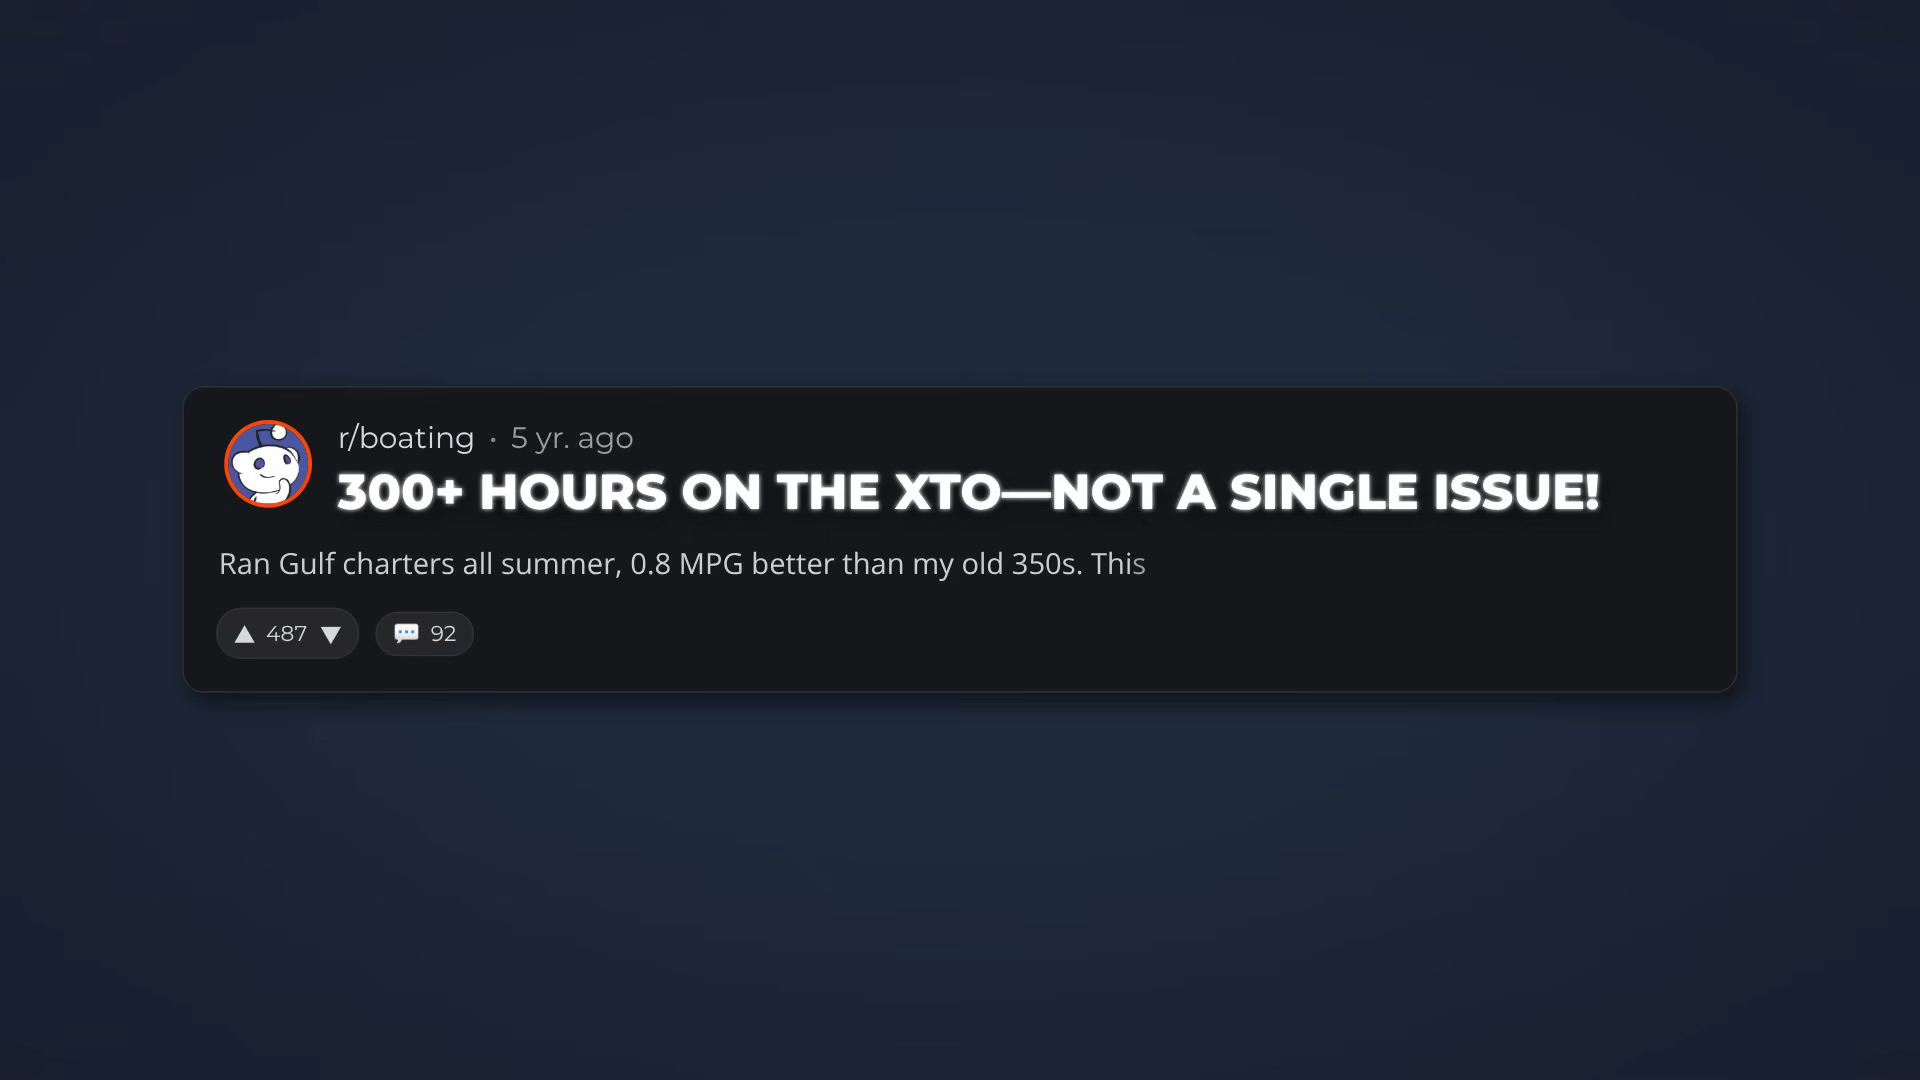 r/boating · 5 yr. ago
300+ HOURS ON THE XTO—NOT A SINGLE ISSUE!
Ran Gulf charters all summer, 0.8 MPG better than my old 350s. This
487
92